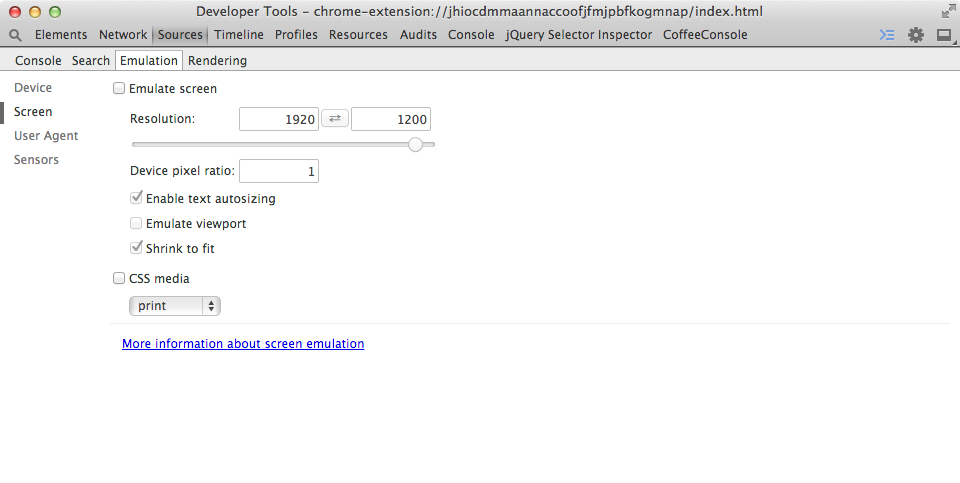 Developer Tools - chrome-extension://jhiocdmmaannaccoofjfmjpbfkogmnap/index.html
Elements Network Sources Timeline Profiles Resources Audits Console jQuery Selector Inspector CoffeeConsole
Console Search Emulation Rendering
Device
Screen
User Agent
Sensors
Emulate screen
Resolution: 1920 1200
Device pixel ratio: 1
Enable text autosizing
Emulate viewport
Shrink to fit
CSS media
print
More information about screen emulation